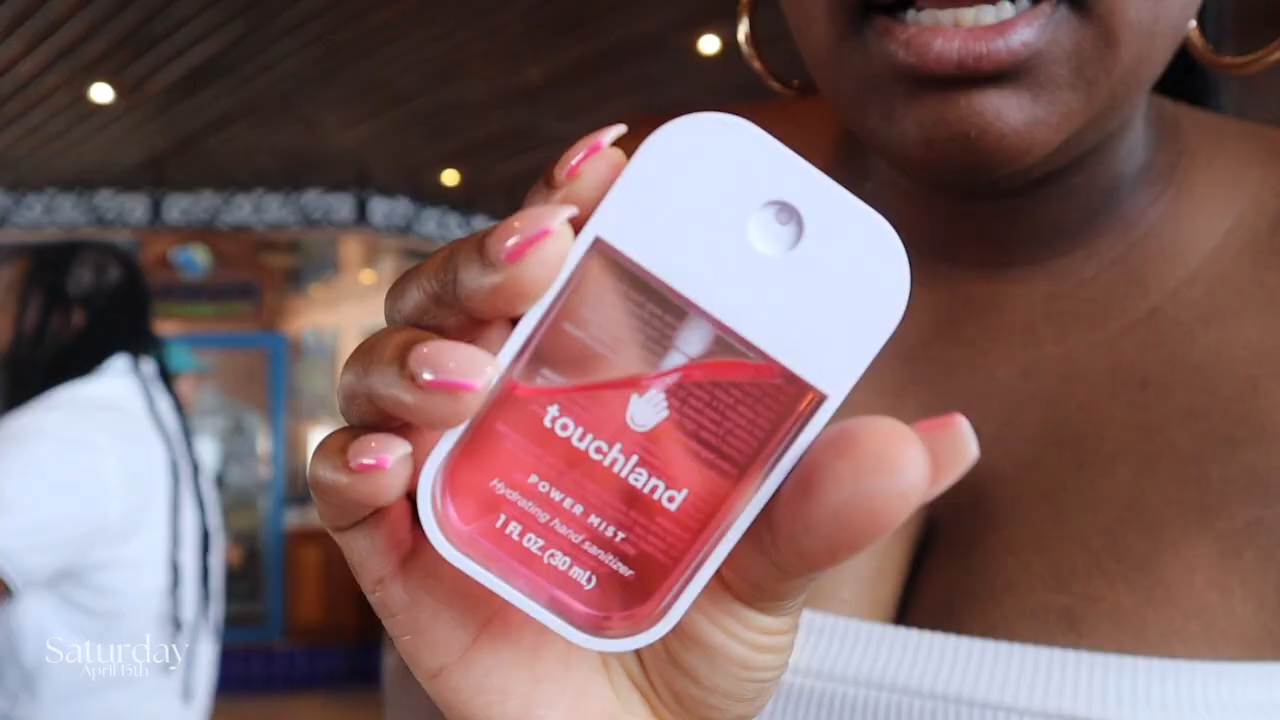 touchland
POWER MIST
Hydrating hand sanitizer
1 FL OZ. (30 mL)
Saturday
April 15th